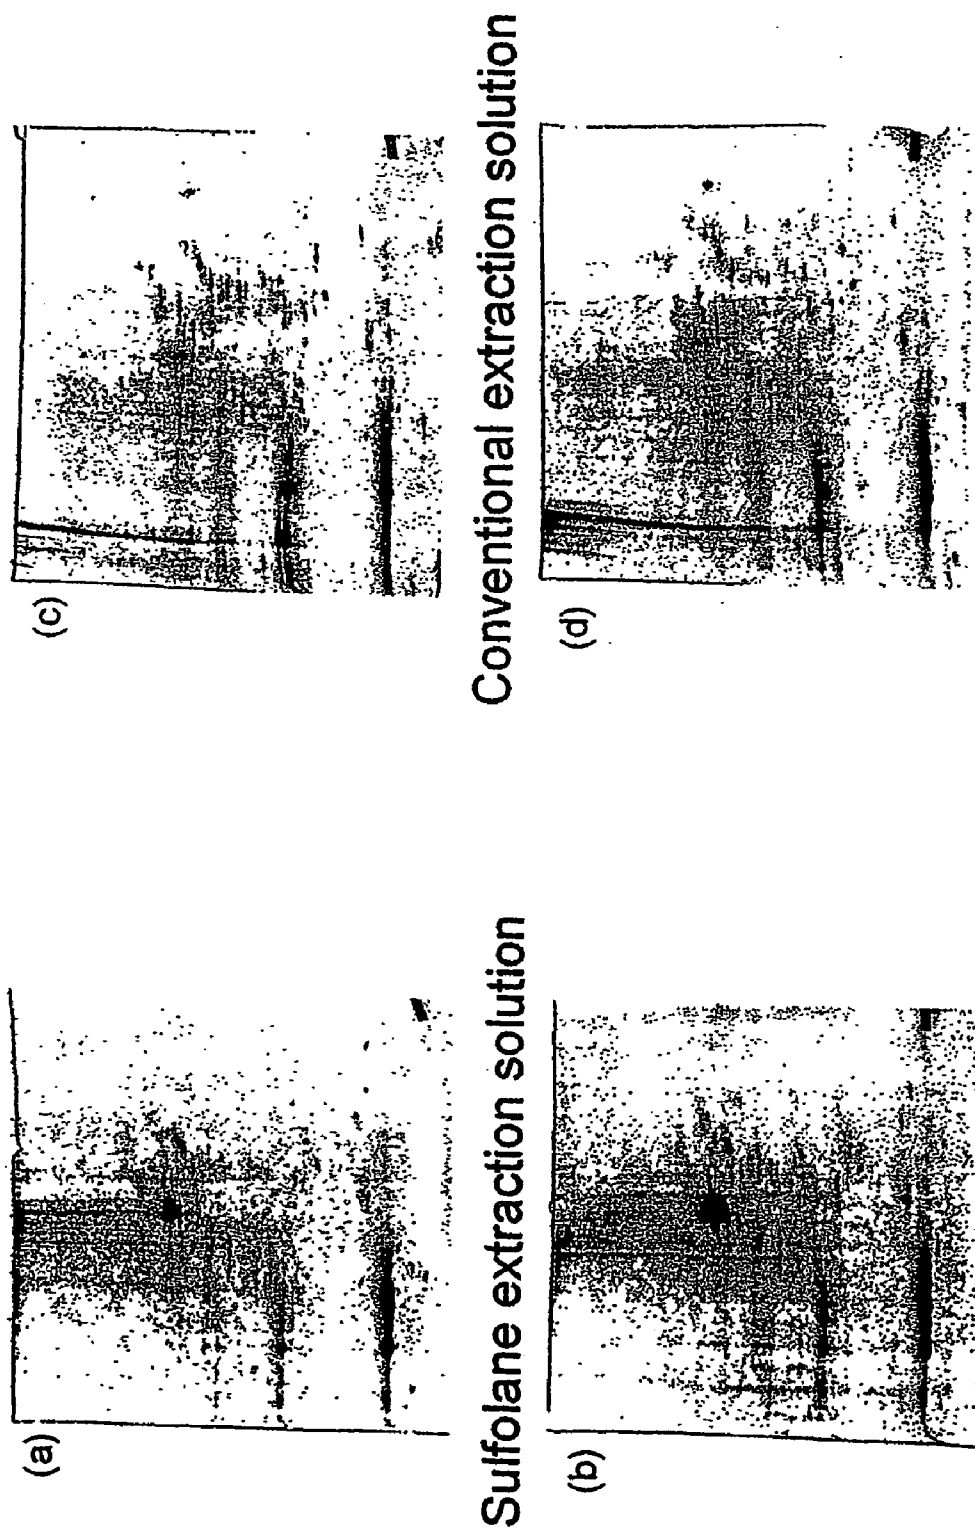 (a)
(c)
Sulfolane extraction solution
Conventional extraction solution
(b)
(d)